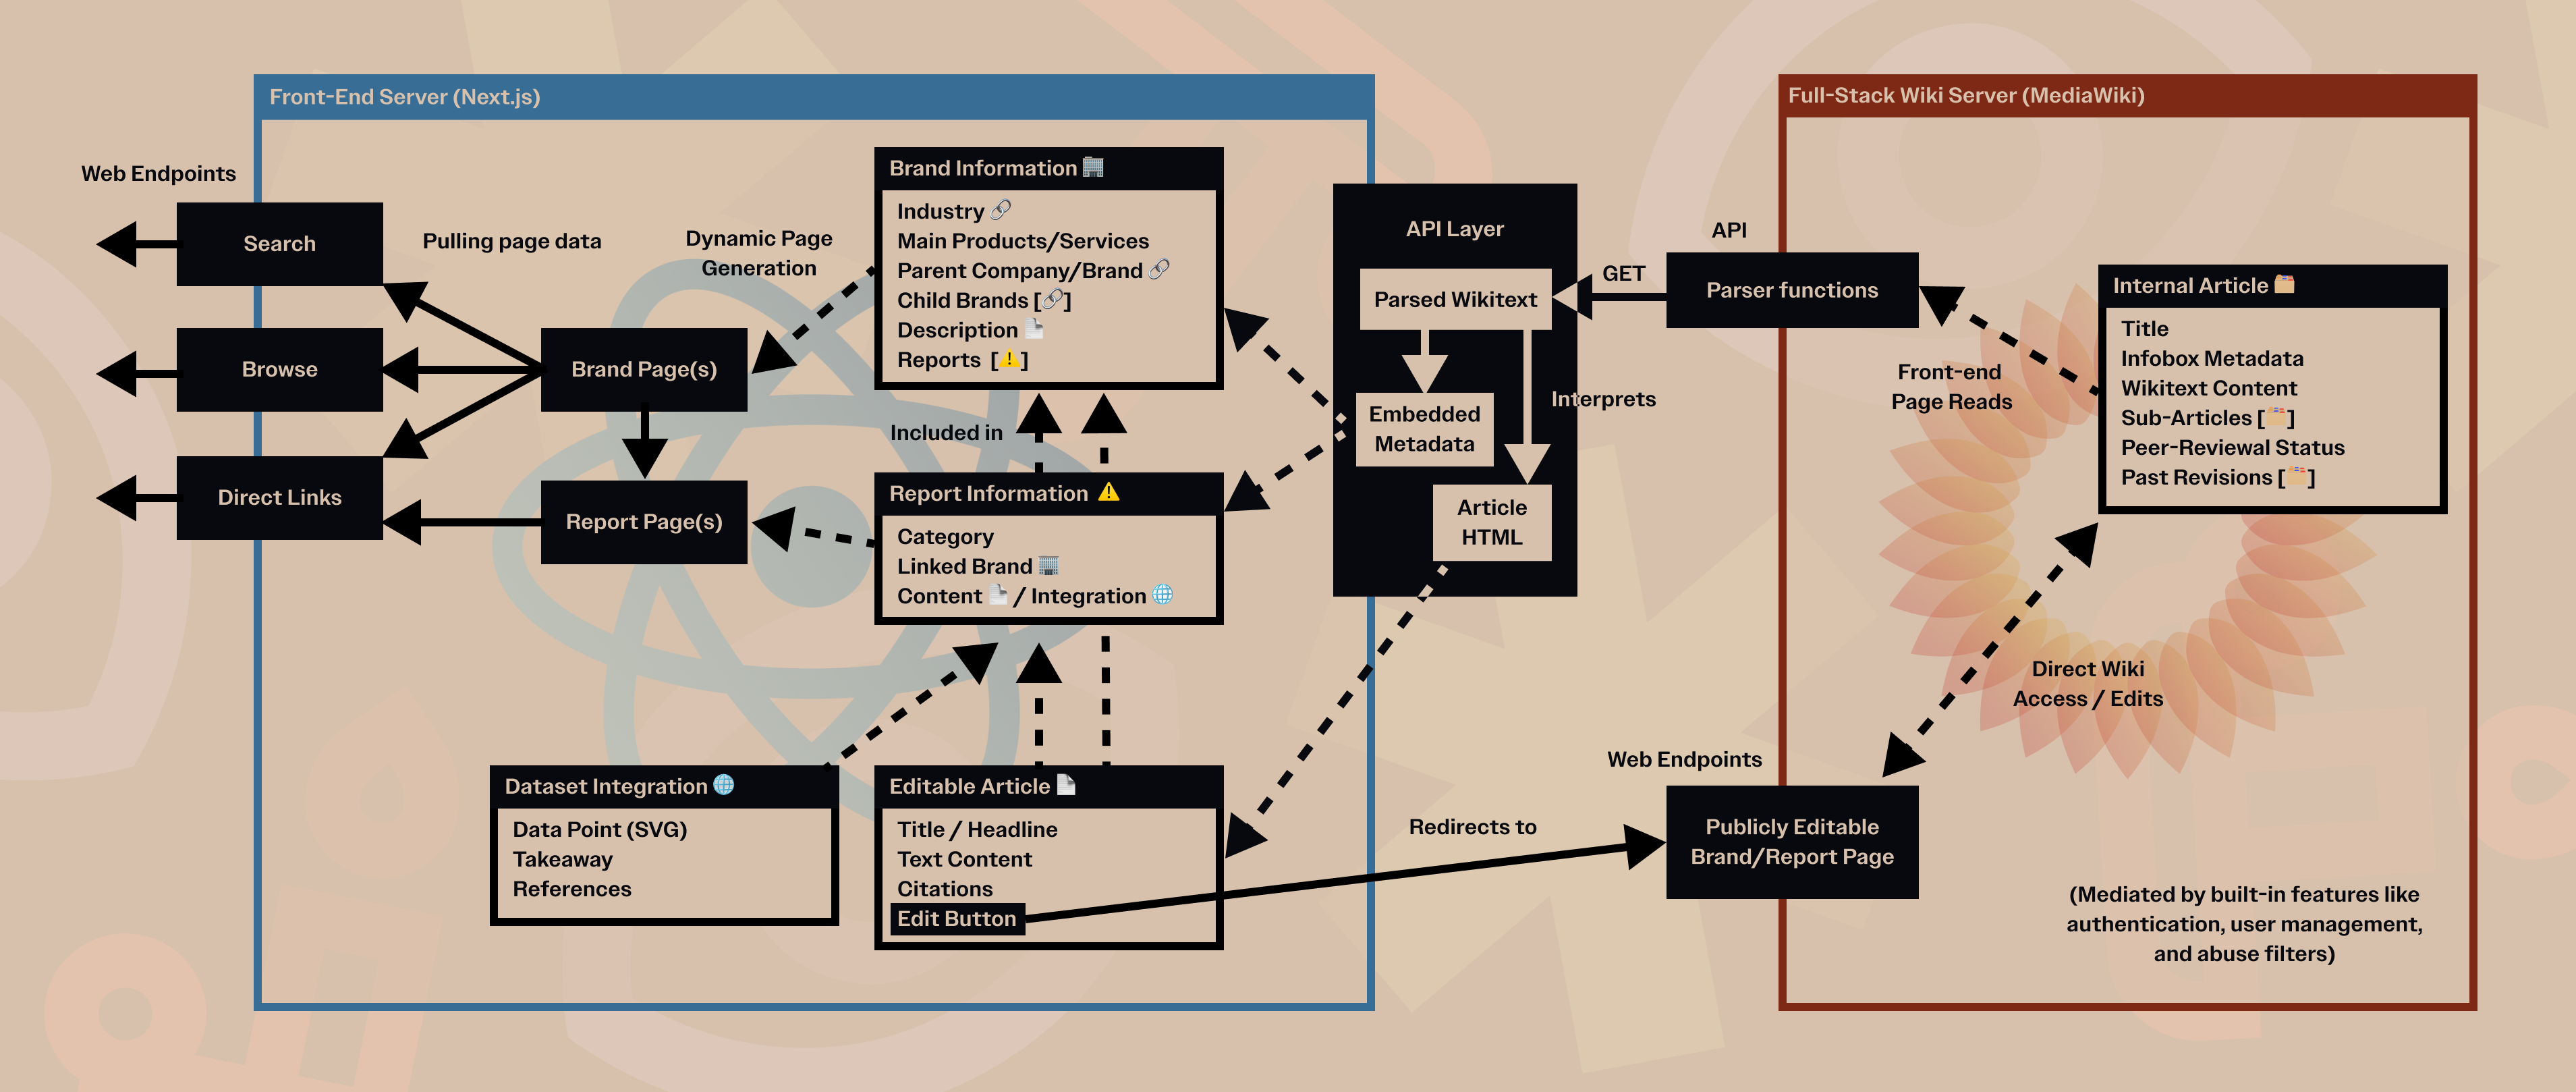 Front-End Server (Next.js)
Web Endpoints
Search
Browse
Direct Links
Pulling page data
Brand Page(s)
Report Page(s)
Dynamic Page
Generation
Brand Information 🏢
Industry 🔗
Main Products/Services
Parent Company/Brand 🔗
Child Brands [🔗]
Description 📄
Reports [⚠️]
Included in
Report Information ⚠️
Category
Linked Brand 🏢
Content 📄 / Integration 🌐
Dataset Integration 🌐
Data Point (SVG)
Takeaway
References
Editable Article 📄
Title / Headline
Text Content
Citations
Edit Button
API Layer
Parsed Wikitext
Embedded
Metadata
Article
HTML
Interprets
GET
API
Redirects to
Full-Stack Wiki Server (MediaWiki)
Parser functions
Front-end
Page Reads
Internal Article 🗂️
Title
Infobox Metadata
Wikitext Content
Sub-Articles [🗂️]
Peer-Reviewal Status
Past Revisions [🗂️]
Direct Wiki
Access / Edits
Web Endpoints
Publicly Editable
Brand/Report Page
(Mediated by built-in features like
authentication, user management,
and abuse filters)